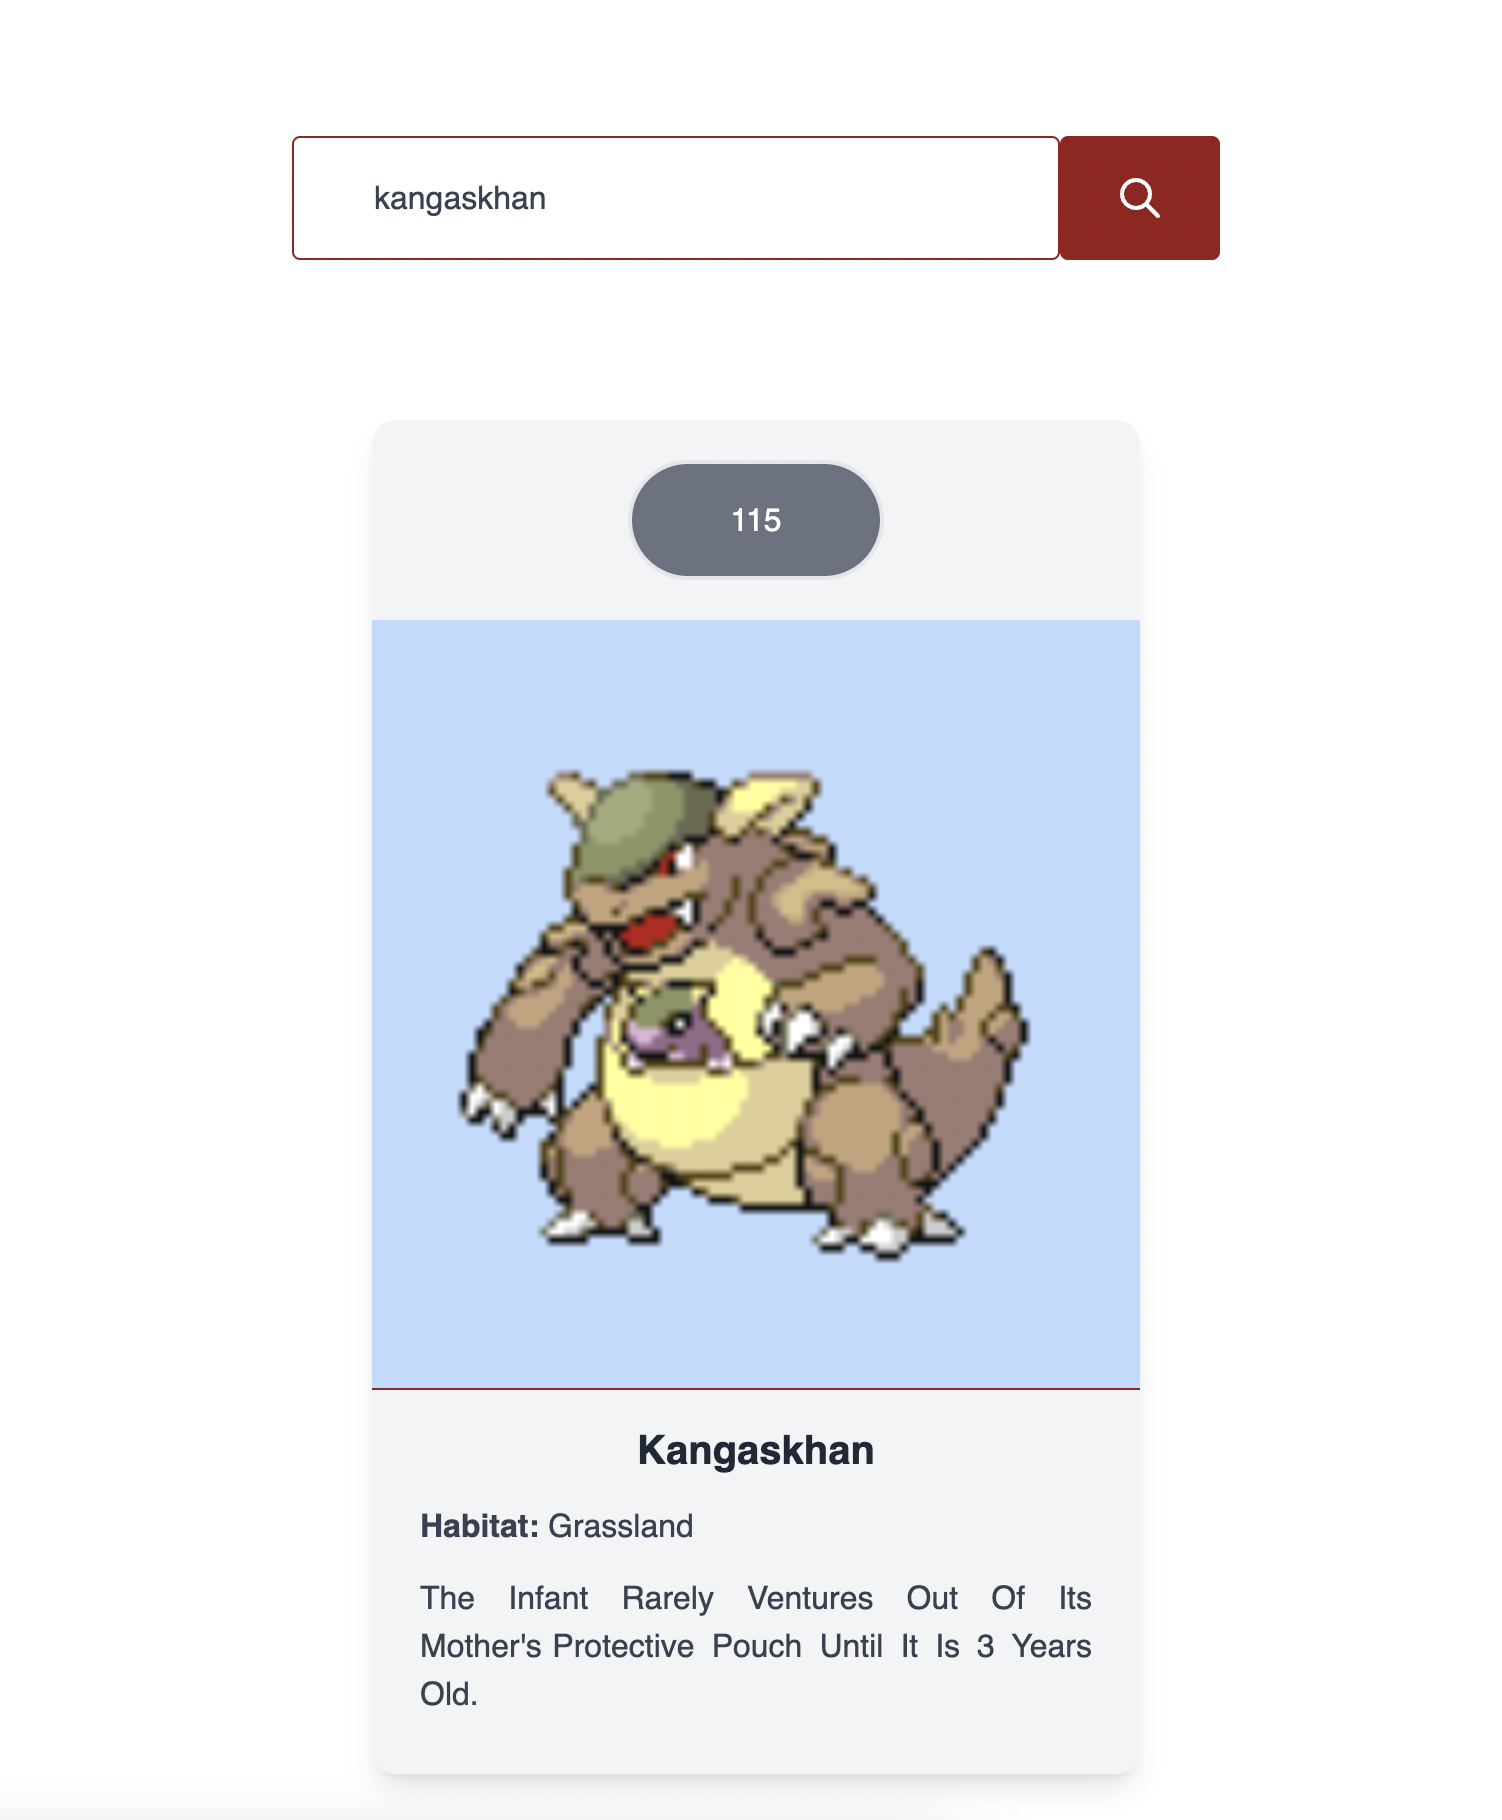 kangaskhan
115
Kangaskhan
Habitat: Grassland
The Infant Rarely Ventures Out Of Its
Mother's Protective Pouch Until It Is 3 Years
Old.